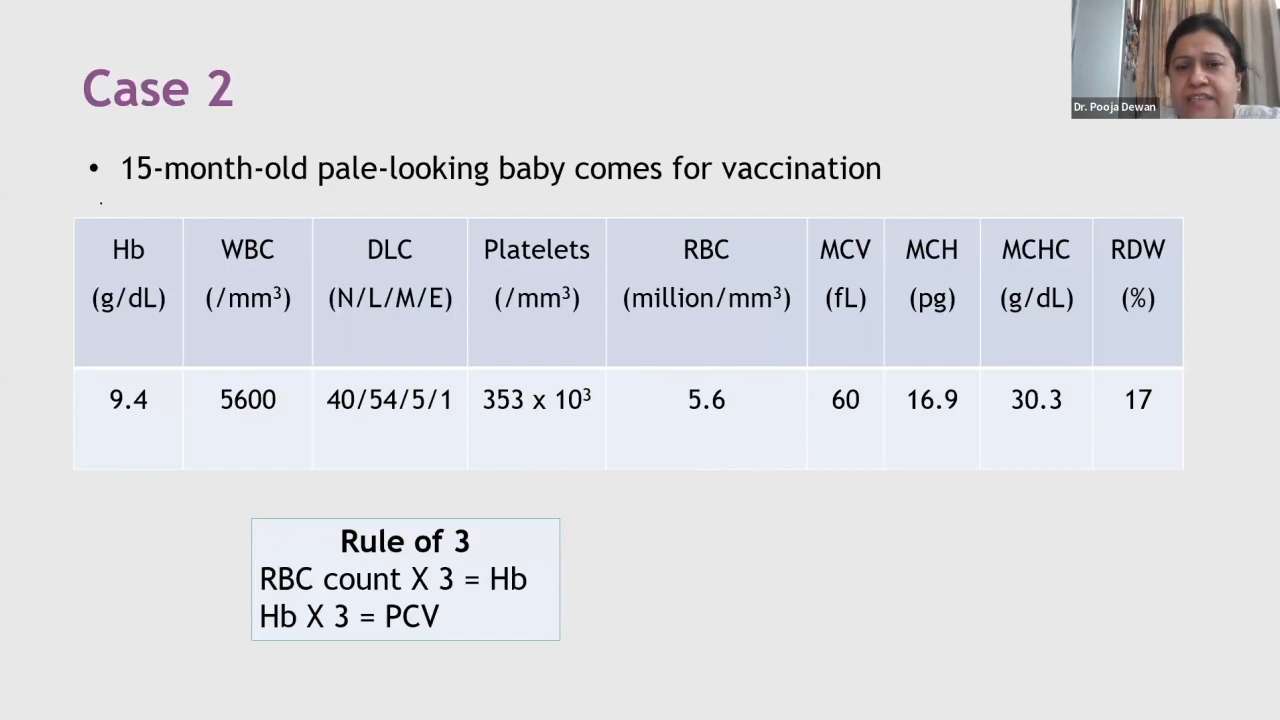 Case 2
Dr. Pooja Dewan
• 15-month-old pale-looking baby comes for vaccination
Hb WBC DLC Platelets RBC MCV MCH MCHC RDW
(g/dL) (/mm³) (N/L/M/E) (/mm³) (million/mm³) (fL) (pg) (g/dL) (%)
9.4 5600 40/54/5/1 353 x 10³ 5.6 60 16.9 30.3 17
Rule of 3
RBC count X 3 = Hb
Hb X 3 = PCV